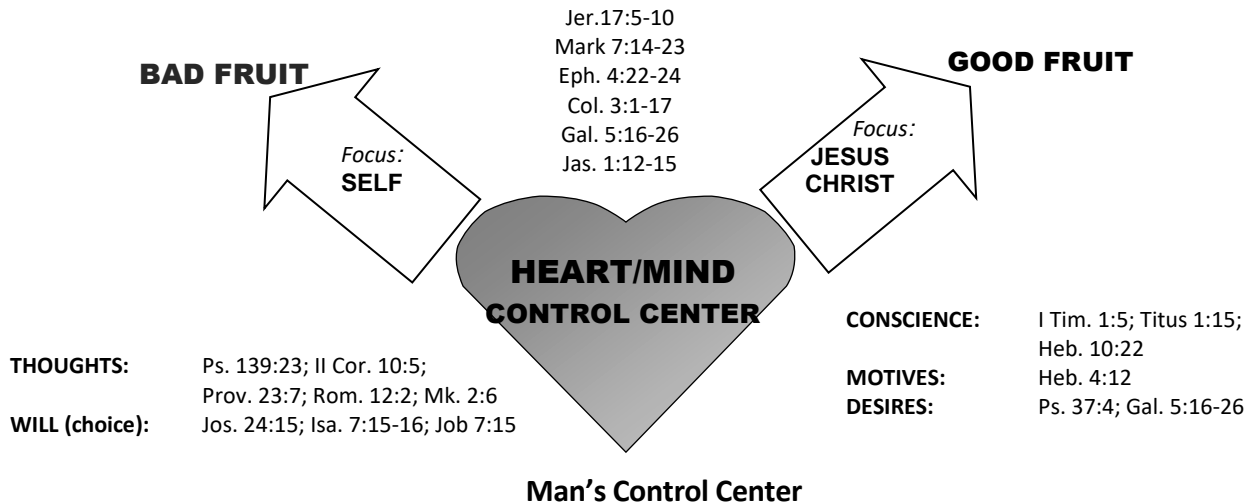 Jer.17:5-10
Mark 7:14-23
Eph. 4:22-24
Col. 3:1-17
Gal. 5:16-26
Jas. 1:12-15
BAD FRUIT
Focus:
SELF
GOOD FRUIT
Focus:
JESUS
CHRIST
HEART/MIND
CONTROL CENTER
THOUGHTS: Ps. 139:23; II Cor. 10:5;
Prov. 23:7; Rom. 12:2; Mk. 2:6
WILL (choice): Jos. 24:15; Isa. 7:15-16; Job 7:15
CONSCIENCE: I Tim. 1:5; Titus 1:15;
Heb. 10:22
MOTIVES: Heb. 4:12
DESIRES: Ps. 37:4; Gal. 5:16-26
Man's Control Center